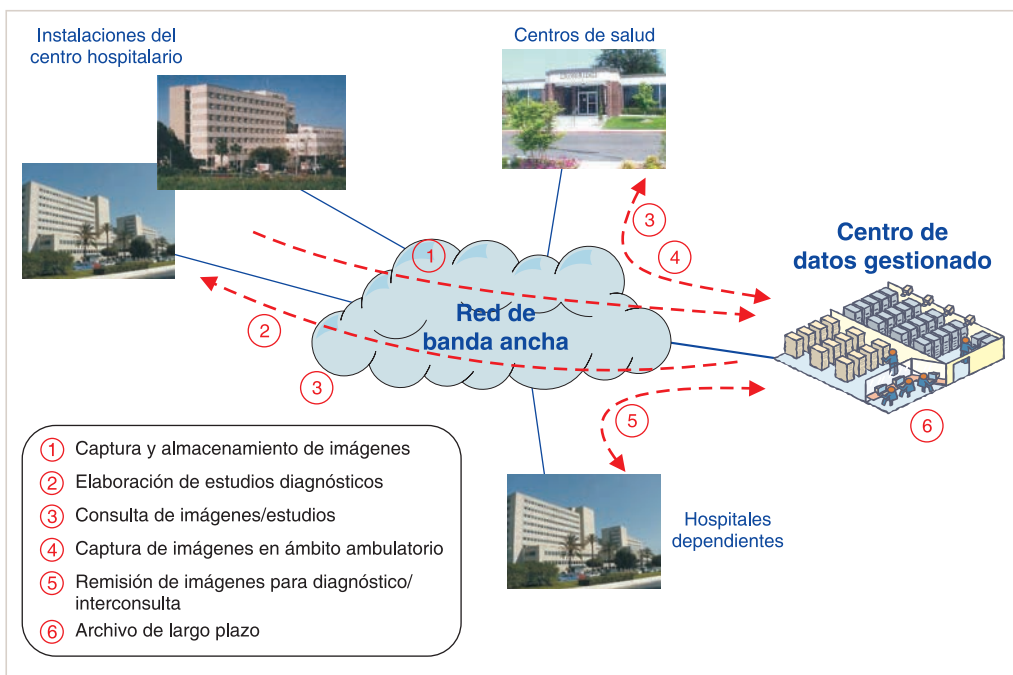 Instalaciones del
centro hospitalario
Centros de salud
Centro de
datos gestionado
Red de
banda ancha
Hospitales
dependientes
1
2
3
3
4
5
6
1 Captura y almacenamiento de imágenes
2 Elaboración de estudios diagnósticos
3 Consulta de imágenes/estudios
4 Captura de imágenes en ámbito ambulatorio
5 Remisión de imágenes para diagnóstico/
interconsulta
6 Archivo de largo plazo